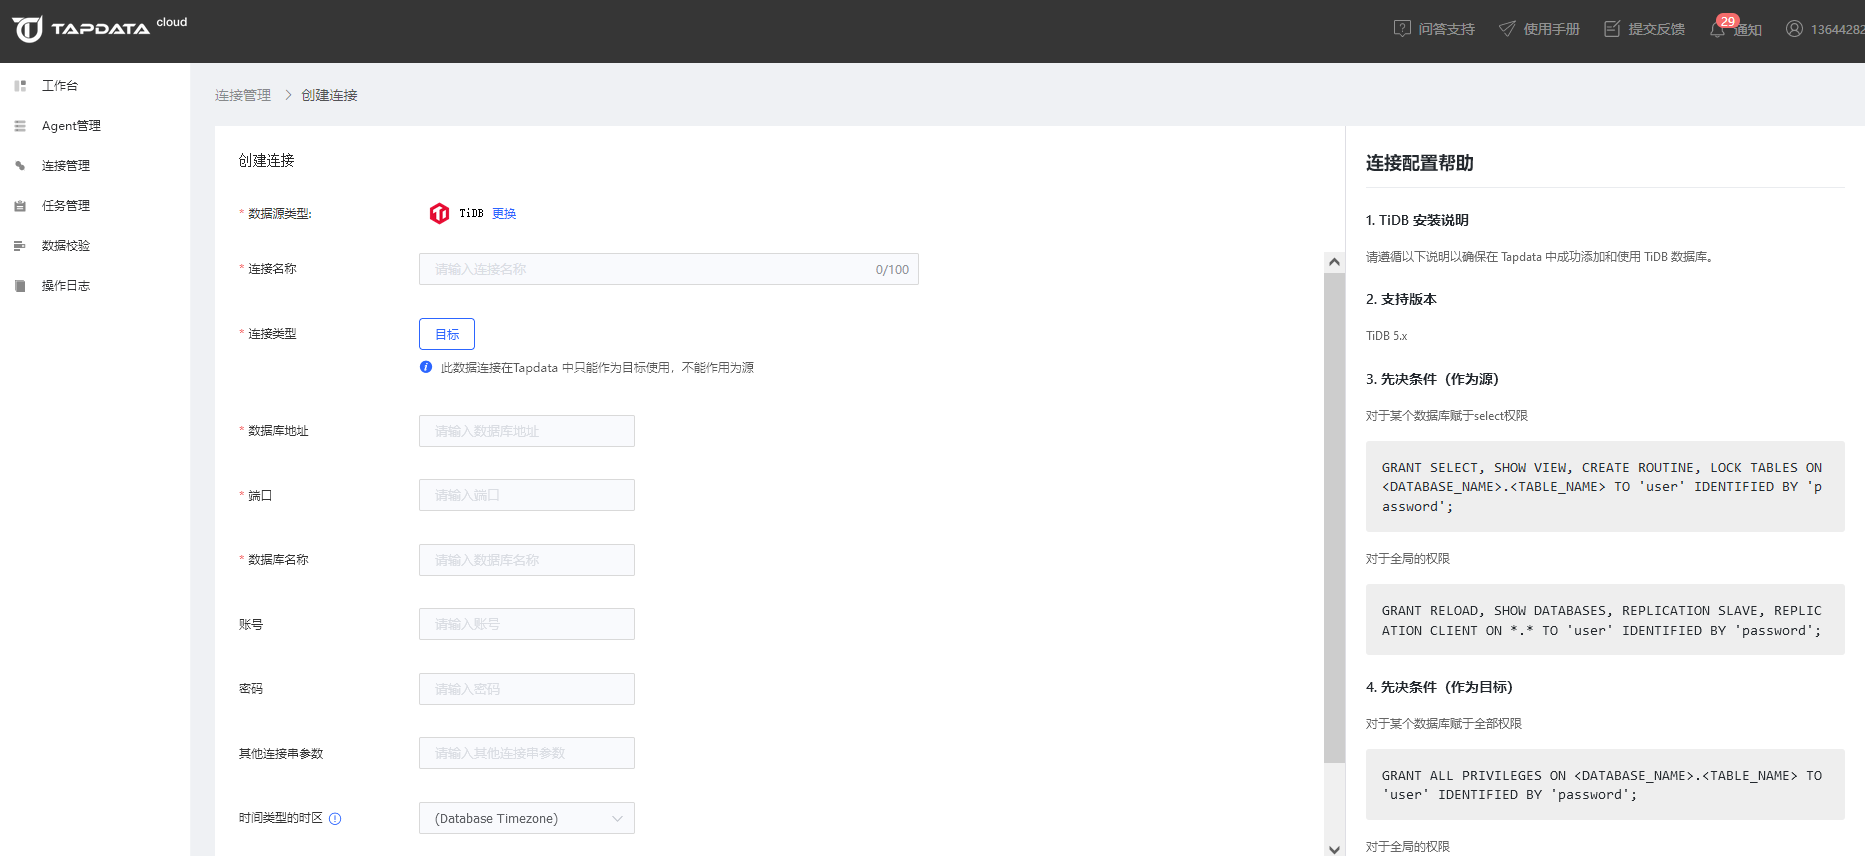 TAPDATA cloud
问答支持
使用手册
提交反馈
29
通知
13644282
工作台
Agent管理
连接管理
任务管理
数据校验
操作日志
连接管理 > 创建连接
创建连接
* 数据源类型:
TiDB 更换
* 连接名称
请输入连接名称
0/100
* 连接类型
目标
此数据连接在Tapdata 中只能作为目标使用，不能作用为源
* 数据库地址
请输入数据库地址
* 端口
请输入端口
* 数据库名称
请输入数据库名称
账号
请输入账号
密码
请输入密码
其他连接串参数
请输入其他连接串参数
时间类型的时区
(Database Timezone)
连接配置帮助
1. TiDB 安装说明
请遵循以下说明以确保在 Tapdata 中成功添加和使用 TiDB 数据库。
2. 支持版本
TiDB 5.x
3. 先决条件（作为源）
对于某个数据库赋于select权限
GRANT SELECT, SHOW VIEW, CREATE ROUTINE, LOCK TABLES ON
<DATABASE_NAME>.<TABLE_NAME> TO 'user' IDENTIFIED BY 'p
assword';
对于全局的权限
GRANT RELOAD, SHOW DATABASES, REPLICATION SLAVE, REPLIC
ATION CLIENT ON *.* TO 'user' IDENTIFIED BY 'password';
4. 先决条件（作为目标）
对于某个数据库赋于全部权限
GRANT ALL PRIVILEGES ON <DATABASE_NAME>.<TABLE_NAME> TO
'user' IDENTIFIED BY 'password';
对于全局的权限